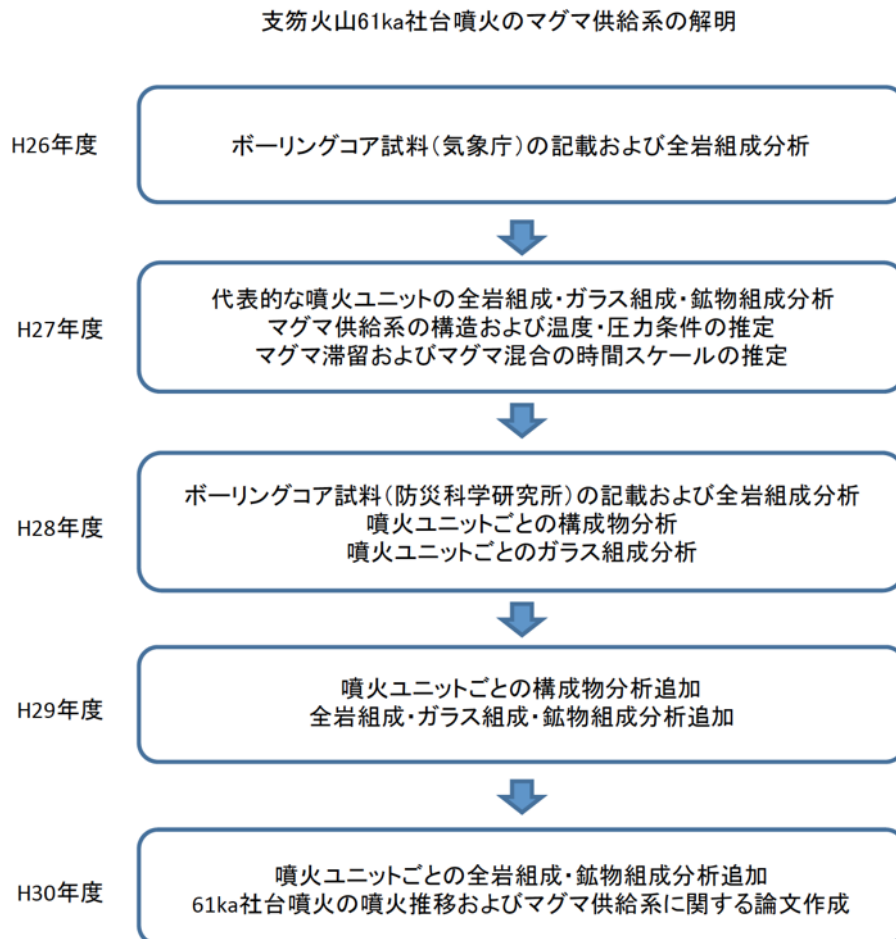 支笏火山61ka社台噴火のマグマ供給系の解明
H26年度
ボーリングコア試料(気象庁)の記載および全岩組成分析
H27年度
代表的な噴火ユニットの全岩組成・ガラス組成・鉱物組成分析
マグマ供給系の構造および温度・圧力条件の推定
マグマ滞留およびマグマ混合の時間スケールの推定
H28年度
ボーリングコア試料(防災科学研究所)の記載および全岩組成分析
噴火ユニットごとの構成物分析
噴火ユニットごとのガラス組成分析
H29年度
噴火ユニットごとの構成物分析追加
全岩組成・ガラス組成・鉱物組成分析追加
H30年度
噴火ユニットごとの全岩組成・鉱物組成分析追加
61ka社台噴火の噴火推移およびマグマ供給系に関する論文作成